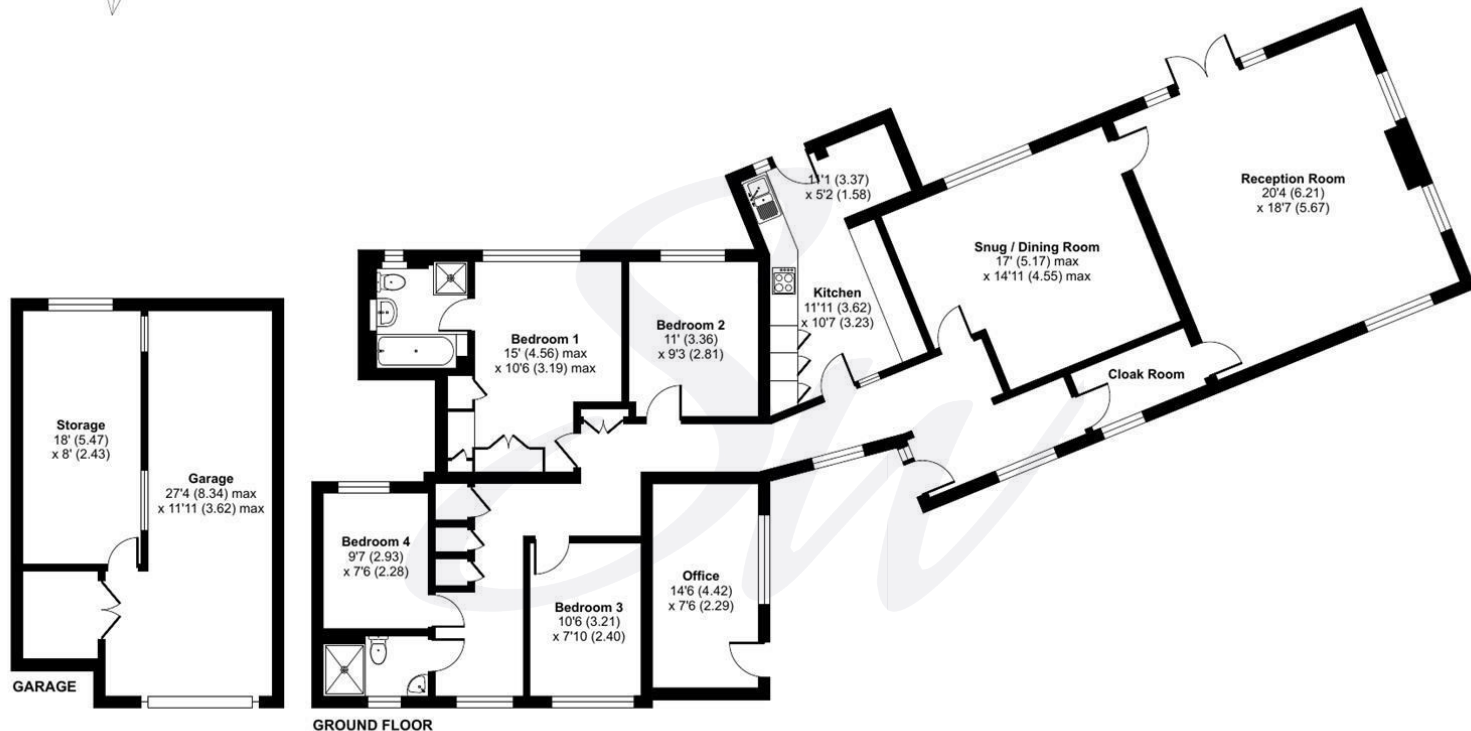 Reception Room
20'4 (6.21)
x 18'7 (5.67)
11'1 (3.37)
x 5'2 (1.58)
Snug / Dining Room
17' (5.17) max
x 14'11 (4.55) max
Kitchen
11'11 (3.62)
x 10'7 (3.23)
Bedroom 2
11' (3.36)
x 9'3 (2.81)
Bedroom 1
15' (4.56) max
x 10'6 (3.19) max
Cloak Room
Storage
18' (5.47)
x 8' (2.43)
Garage
27'4 (8.34) max
x 11'11 (3.62) max
Bedroom 4
9'7 (2.93)
x 7'6 (2.28)
Office
14'6 (4.42)
x 7'6 (2.29)
Bedroom 3
10'6 (3.21)
x 7'10 (2.40)
GARAGE
GROUND FLOOR
Sw